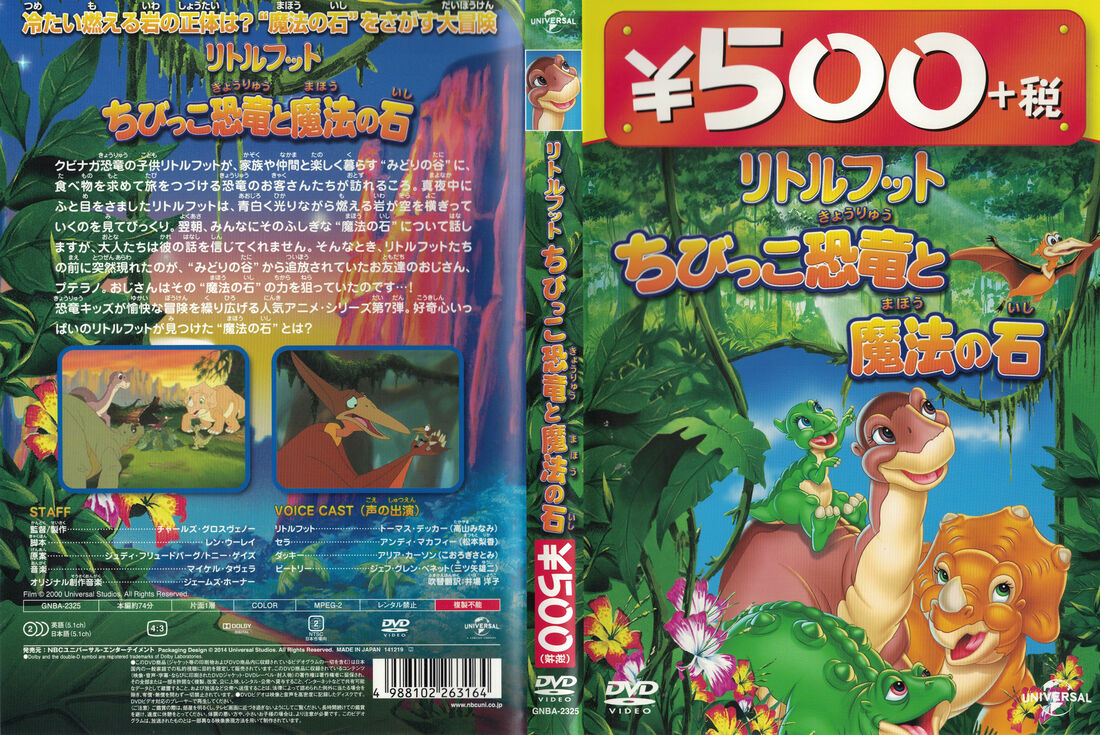 冷たい燃える岩の正体は? “魔法の石”をさがす大冒険
リトルフット
ちびっこ恐竜と魔法の石
クビナガ恐竜の子供リトルフットが、家族や仲間と楽しく暮らす“みどりの谷”に、
食べ物を求めて旅をつづける恐竜のお客さんたちが訪れるころ。真夜中に
ふと目をさましたリトルフットは、青白く光りながら燃える岩が空を横ぎって
いくのを見てびっくり。翌朝、みんなにそのふしぎな“魔法の石”について話し
ますが、大人たちは彼の話を信じてくれません。そんなとき、リトルフットたち
の前に突然現れたのが、“みどりの谷”から追放されていたお友達のおじさん、
プテラノ。おじさんはその“魔法の石”の力を狙っていたのです…!
恐竜キッズが愉快な冒険を繰り広げる人気アニメ・シリーズ第7弾。好奇心いっ
ぱいのリトルフットが見つけた“魔法の石”とは?
STAFF
監督/製作 チャールズ・グロスヴェノー
脚本 レン・ウーレイ
原案 ジュディ・フリュードバーグ/トニー・ゲイス
音楽 マイケル・タヴェラ
オリジナル創作音楽 ジェームズ・ホーナー
VOICE CAST (声の出演)
リトルフット トーマス・デッカー(高山みなみ)
セラ アンディ・マカフィー(松本梨香)
ダッキー アリア・カーソン(こおろぎさとみ)
ピートリー ジェフ・グレン・ベネット(三ツ矢雄二)
吹替翻訳:井場 洋子
Film © 2000 Universal Studios. All Rights Reserved.
GNBA-2325 本編約74分 片面1層 COLOR MPEG-2 レンタル禁止 複製不能
2 英語(5.1ch)
日本語(5.1ch)
4:3
DOLBY
DIGITAL
2
NTSC
日本市場向
DVD
VIDEO
UNIVERSAL
発売元:NBCユニバーサル・エンターテイメント Packaging Design © 2014 Universal Studios. All Rights Reserved. MADE IN JAPAN 141219
●Dolby and the double-D symbol are registered trademarks of Dolby Laboratories.
4 988102 263164
www.nbcuni.co.jp
UNIVERSAL
リトルフット ちびっこ恐竜と魔法の石
¥500
(税抜)
DVD
VIDEO
GNBA-2325
¥500+税
リトルフット
きょうりゅう
ちびっこ恐竜と
まほう いし
魔法の石
DVD
VIDEO
UNIVERSAL